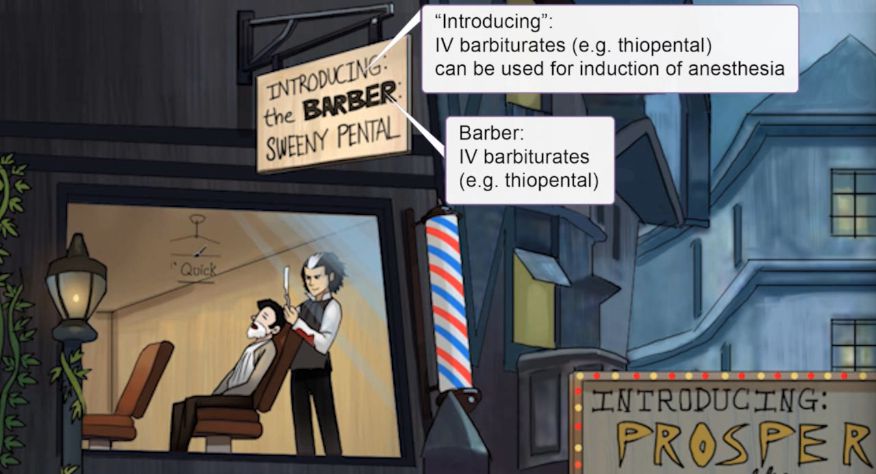 “Introducing”:
IV barbiturates (e.g. thiopental)
can be used for induction of anesthesia
INTRODUCING:
the BARBER:
SWEENY PENTAL
Barber:
IV barbiturates
(e.g. thiopental)
Quick
INTRODUCING:
PROSPER